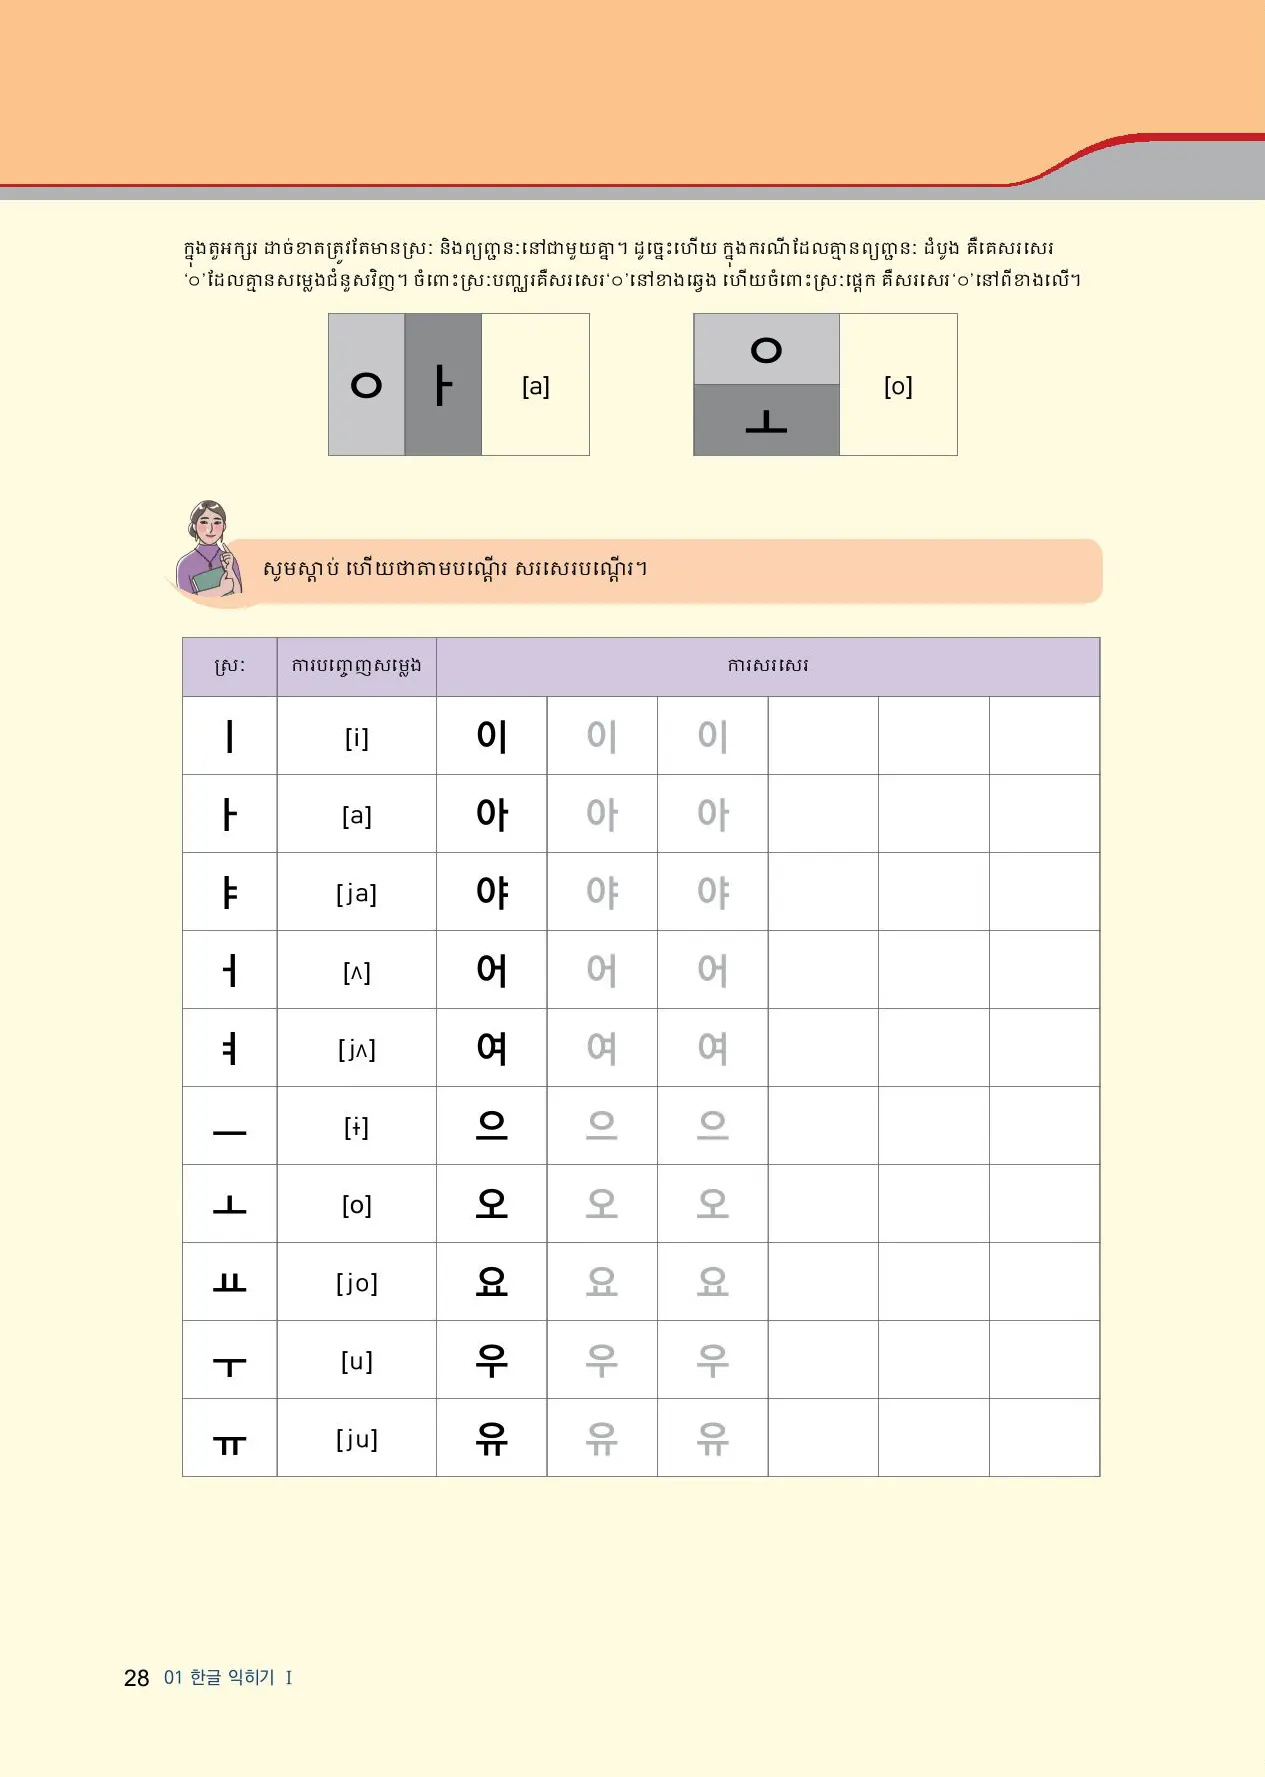 ក្នុងតួអក្សរ ដាច់ខាតត្រូវតែមានស្រៈ និងព្យញ្ជនៈនៅជាមួយគ្នា។ ដូច្នេះហើយ ក្នុងករណីដែលគ្មានព្យញ្ជនៈ ដំបូង គឺគេសរសេរ
‘ㅇ’ដែលគ្មានសម្លេងជំនួសវិញ។ ចំពោះស្រៈបញ្ឈរគឺសរសេរ‘ㅇ’នៅខាងឆ្វេង ហើយចំពោះស្រៈផ្តេក គឺសរសេរ‘ㅇ’នៅពីខាងលើ។
ㅇ ㅏ [a]
ㅇ
ㅗ [o]
សូមស្តាប់ ហើយថាតាមបណ្តើរ សរសេរបណ្តើរ។
ស្រៈ ការបញ្ចេញសម្លេង ការសរសេរ
ㅣ [i] 이 이 이
ㅏ [a] 아 아 아
ㅑ [ja] 야 야 야
ㅓ [ʌ] 어 어 어
ㅕ [jʌ] 여 여 여
ㅡ [ɨ] 으 으 으
ㅗ [o] 오 오 오
ㅛ [jo] 요 요 요
ㅜ [u] 우 우 우
ㅠ [ju] 유 유 유
28 01 한글 익히기 Ⅰ